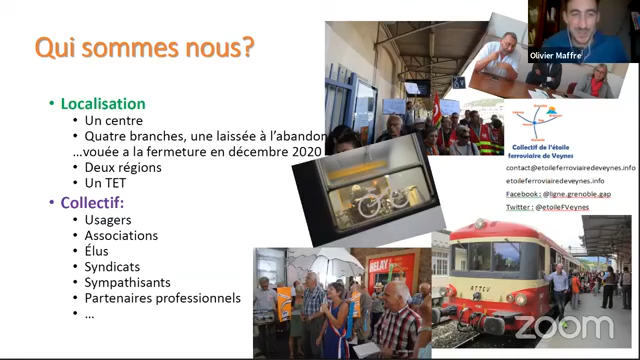 Qui sommes nous?
Olivier Maffre
• Localisation
• Un centre
• Quatre branches, une laissée à l'abandon
…vouée a la fermeture en décembre 2020
• Deux régions
• Un TET
• Collectif:
• Usagers
• Associations
• Élus
• Syndicats
• Sympathisants
• Partenaires professionnels
• …
Collectif de l'étoile
ferroviaire de Veynes
contact@etoileferroviairedeveynes.info
etoileferroviairedeveynes.info
Facebook : @ligne.grenoble.gap
Twitter : @etoileFVeynes
RELAY
ATTCV
zoom